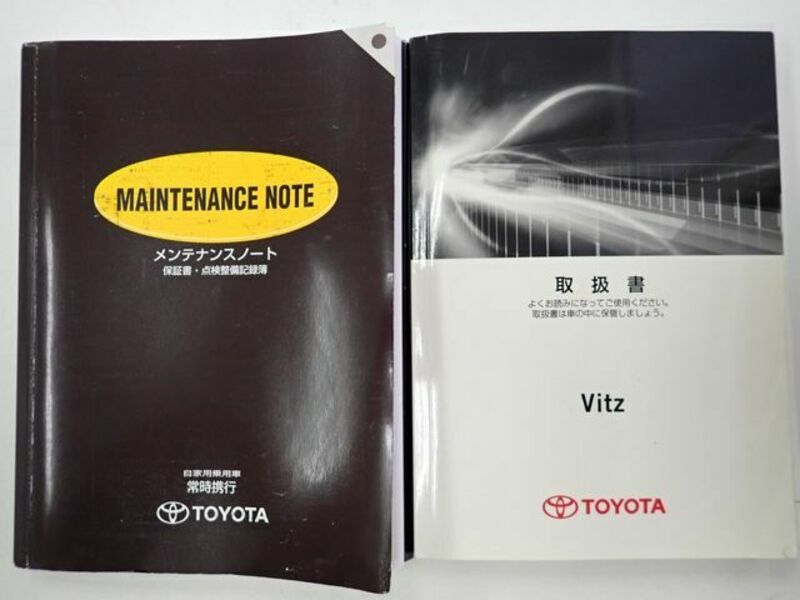 MAINTENANCE NOTE
メンテナンスノート
保証書・点検整備記録簿
自家用乗用車
常時携行
TOYOTA
取扱書
よくお読みになってご使用ください。
取扱書は車の中に保管しましょう。
Vitz
TOYOTA